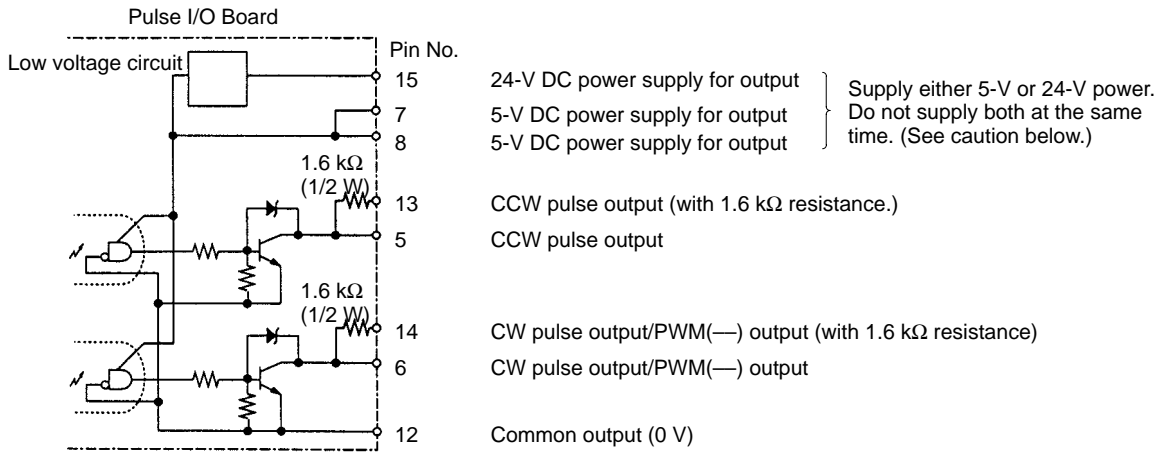 Pulse I/O Board
Pin No.
Low voltage circuit
15 24-V DC power supply for output
7 5-V DC power supply for output
8 5-V DC power supply for output
Supply either 5-V or 24-V power.
Do not supply both at the same
time. (See caution below.)
1.6 kΩ
(1/2 W)
13 CCW pulse output (with 1.6 kΩ resistance.)
5 CCW pulse output
1.6 kΩ
(1/2 W)
14 CW pulse output/PWM(––) output (with 1.6 kΩ resistance)
6 CW pulse output/PWM(––) output
12 Common output (0 V)